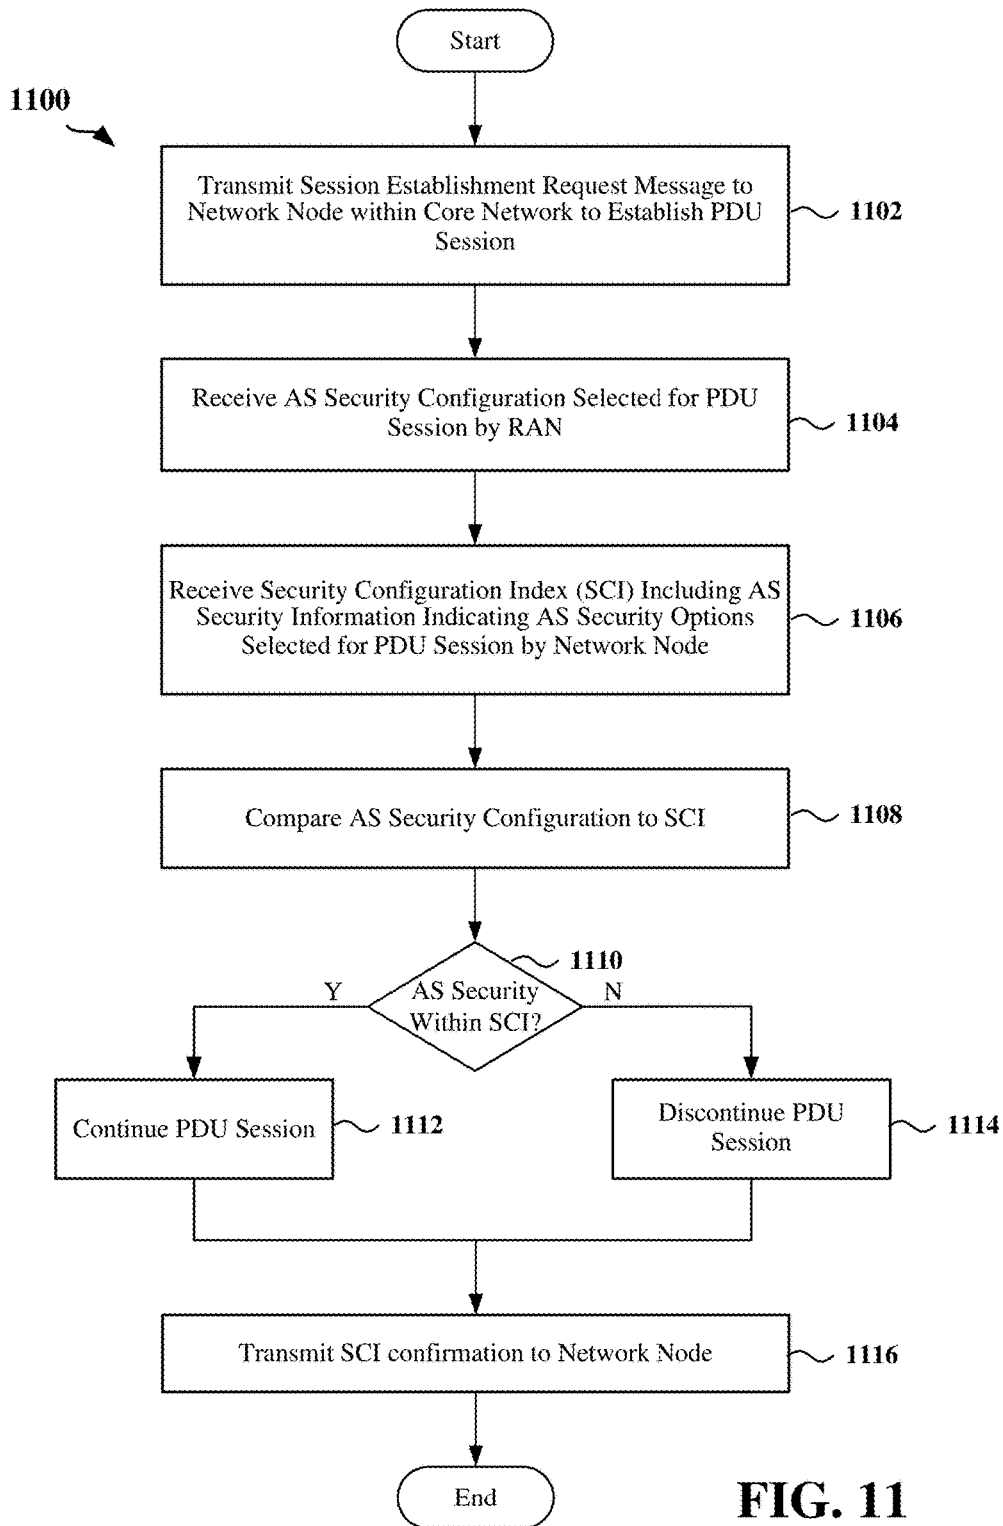 Start
1100
Transmit Session Establishment Request Message to
Network Node within Core Network to Establish PDU
Session
1102
Receive AS Security Configuration Selected for PDU
Session by RAN
1104
Receive Security Configuration Index (SCI) Including AS
Security Information Indicating AS Security Options
Selected for PDU Session by Network Node
1106
Compare AS Security Configuration to SCI
1108
1110
Y
AS Security
Within SCI?
N
Continue PDU Session
1112
Discontinue PDU
Session
1114
Transmit SCI confirmation to Network Node
1116
End
FIG. 11